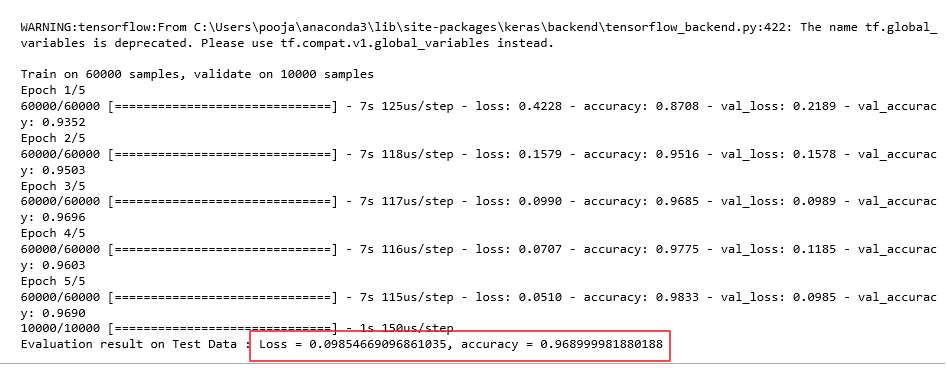 WARNING:tensorflow:From C:\Users\pooja\anaconda3\lib\site-packages\keras\backend\tensorflow_backend.py:422: The name tf.global_
variables is deprecated. Please use tf.compat.v1.global_variables instead.
Train on 60000 samples, validate on 10000 samples
Epoch 1/5
60000/60000 [==============================] - 7s 125us/step - loss: 0.4228 - accuracy: 0.8708 - val_loss: 0.2189 - val_accurac
y: 0.9352
Epoch 2/5
60000/60000 [==============================] - 7s 118us/step - loss: 0.1579 - accuracy: 0.9516 - val_loss: 0.1578 - val_accurac
y: 0.9503
Epoch 3/5
60000/60000 [==============================] - 7s 117us/step - loss: 0.0990 - accuracy: 0.9685 - val_loss: 0.0989 - val_accurac
y: 0.9696
Epoch 4/5
60000/60000 [==============================] - 7s 116us/step - loss: 0.0707 - accuracy: 0.9775 - val_loss: 0.1185 - val_accurac
y: 0.9603
Epoch 5/5
60000/60000 [==============================] - 7s 115us/step - loss: 0.0510 - accuracy: 0.9833 - val_loss: 0.0985 - val_accurac
y: 0.9690
10000/10000 [==============================] - 1s 150us/step
Evaluation result on Test Data : Loss = 0.09854669096861035, accuracy = 0.968999981880188